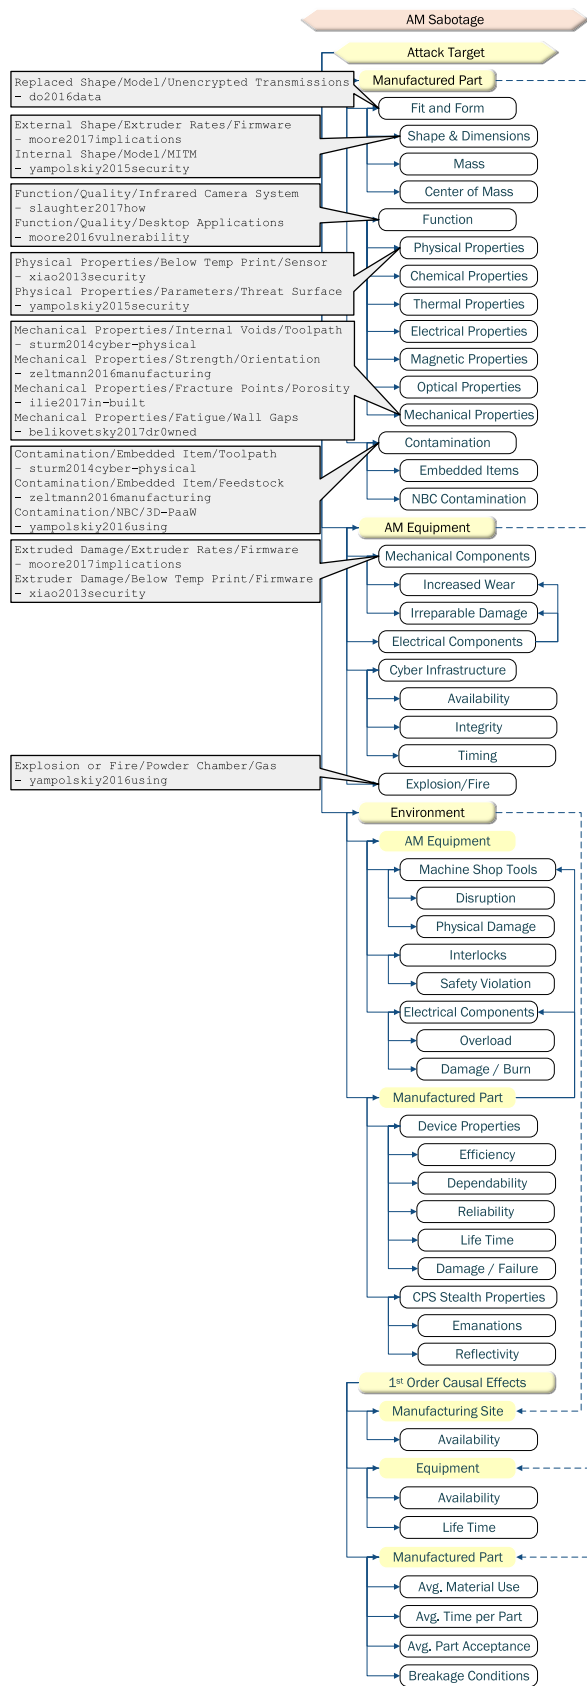 AM Sabotage
Attack Target
Manufactured Part
Replaced Shape/Model/Unencrypted Transmissions
– do2016data
Fit and Form
External Shape/Extruder Rates/Firmware
– moore2017implications
Internal Shape/Model/MITM
– yampolskiy2015security
Shape & Dimensions
Mass
Center of Mass
Function/Quality/Infrared Camera System
– slaughter2017how
Function/Quality/Desktop Applications
– moore2016vulnerability
Function
Physical Properties/Below Temp Print/Sensor
– xiao2013security
Physical Properties/Parameters/Threat Surface
– yampolskiy2015security
Physical Properties
Chemical Properties
Thermal Properties
Electrical Properties
Magnetic Properties
Optical Properties
Mechanical Properties/Internal Voids/Toolpath
– sturm2014cyber–physical
Mechanical Properties/Strength/Orientation
– zeltmann2016manufacturing
Mechanical Properties/Fracture Points/Porosity
– ilie2017in–built
Mechanical Properties/Fatigue/Wall Gaps
– belikovetsky2017dr0wned
Mechanical Properties
Contamination/Embedded Item/Toolpath
– sturm2014cyber–physical
Contamination/Embedded Item/Feedstock
– zeltmann2016manufacturing
Contamination/NBC/3D–PaaW
– yampolskiy2016using
Contamination
Embedded Items
NBC Contamination
AM Equipment
Extruded Damage/Extruder Rates/Firmware
– moore2017implications
Extruder Damage/Below Temp Print/Firmware
– xiao2013security
Mechanical Components
Increased Wear
Irreparable Damage
Electrical Components
Cyber Infrastructure
Availability
Integrity
Timing
Explosion or Fire/Powder Chamber/Gas
– yampolskiy2016using
Explosion/Fire
Environment
AM Equipment
Machine Shop Tools
Disruption
Physical Damage
Interlocks
Safety Violation
Electrical Components
Overload
Damage / Burn
Manufactured Part
Device Properties
Efficiency
Dependability
Reliability
Life Time
Damage / Failure
CPS Stealth Properties
Emanations
Reflectivity
1st Order Causal Effects
Manufacturing Site
Availability
Equipment
Availability
Life Time
Manufactured Part
Avg. Material Use
Avg. Time per Part
Avg. Part Acceptance
Breakage Conditions